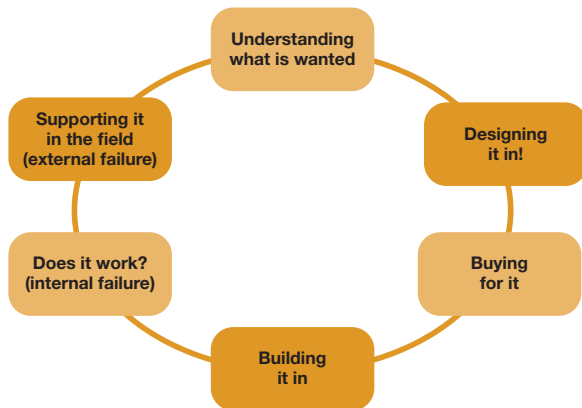 Understanding
what is wanted
Designing
it in!
Buying
for it
Building
it in
Does it work?
(internal failure)
Supporting it
in the field
(external failure)